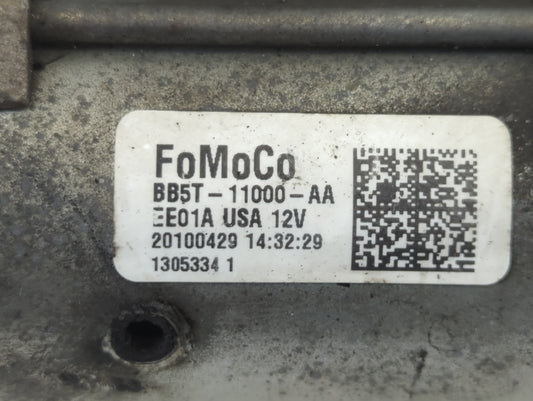 FoMoCo
BB5T-11000-AA
EE01A USA 12V
20100429 14:32:29
1305334 1